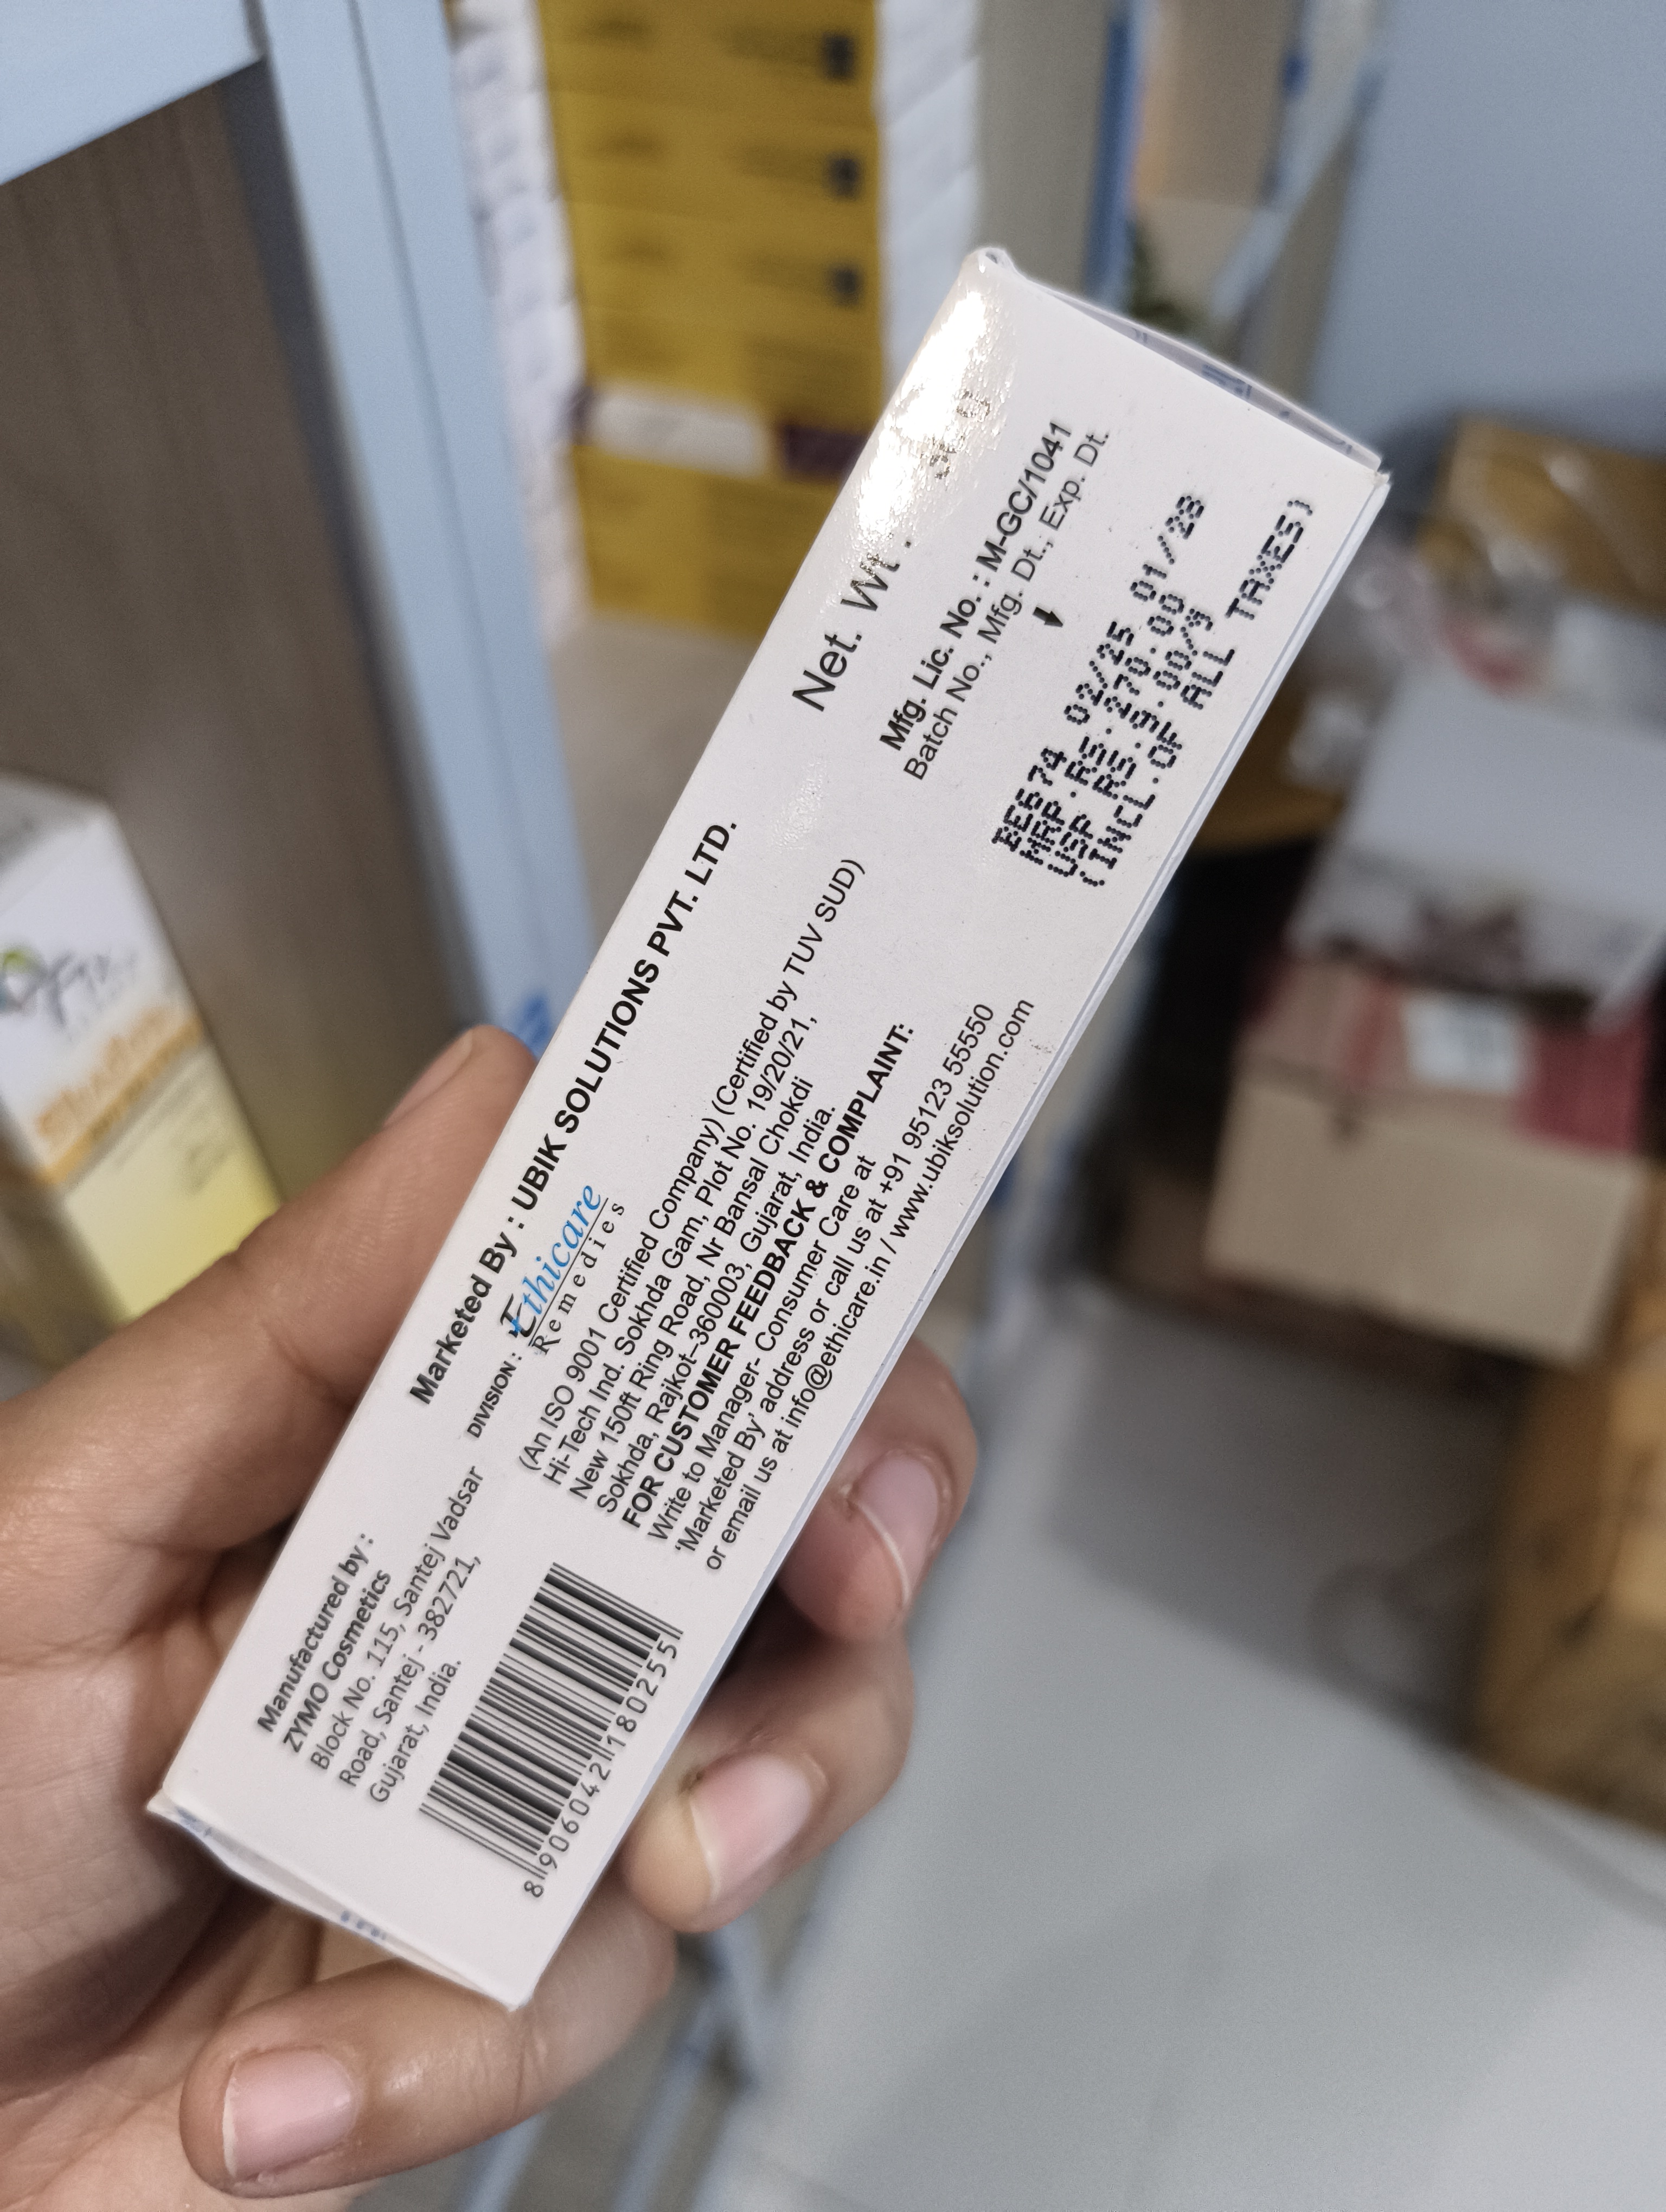 Manufactured by :
ZYMO Cosmetics
Block No. 115, Santej Vadsar
Road, Santej - 382721,
Gujarat, India.
8 906042 180255
Marketed By : UBIK SOLUTIONS PVT. LTD.
DIVISION : Ethicare
Remedies
(An ISO 9001 Certified Company) (Certified by TUV SUD)
Hi-Tech Ind. Sokhda Gam, Plot No. 19/20/21,
New 150ft Ring Road, Nr Bansal Chokdi
Sokhda, Rajkot–360003, Gujarat, India.
FOR CUSTOMER FEEDBACK & COMPLAINT:
Write to Manager- Consumer Care at
'Marketed By' address or call us at +91 95123 55550
or email us at info@ethicare.in / www.ubiksolution.com
Net. Wt.
Mfg. Lic. No. : M-GC/1041
Batch No., Mfg. Dt., Exp. Dt.
02/25 01/28
MRP.RS.270.00
USP RS.9.00/g
(INCL.OF ALL TAXES)